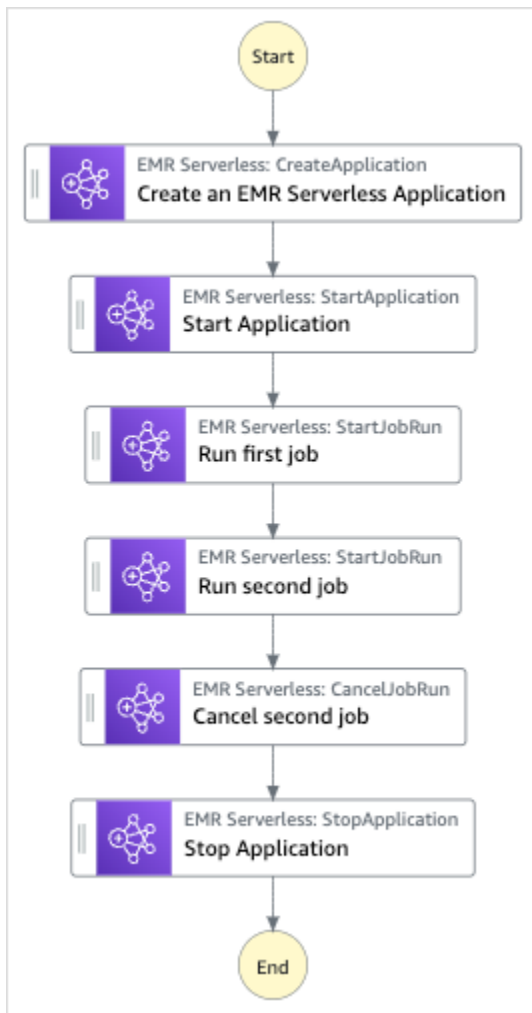 Start
EMR Serverless: CreateApplication
Create an EMR Serverless Application
EMR Serverless: StartApplication
Start Application
EMR Serverless: StartJobRun
Run first job
EMR Serverless: StartJobRun
Run second job
EMR Serverless: CancelJobRun
Cancel second job
EMR Serverless: StopApplication
Stop Application
End